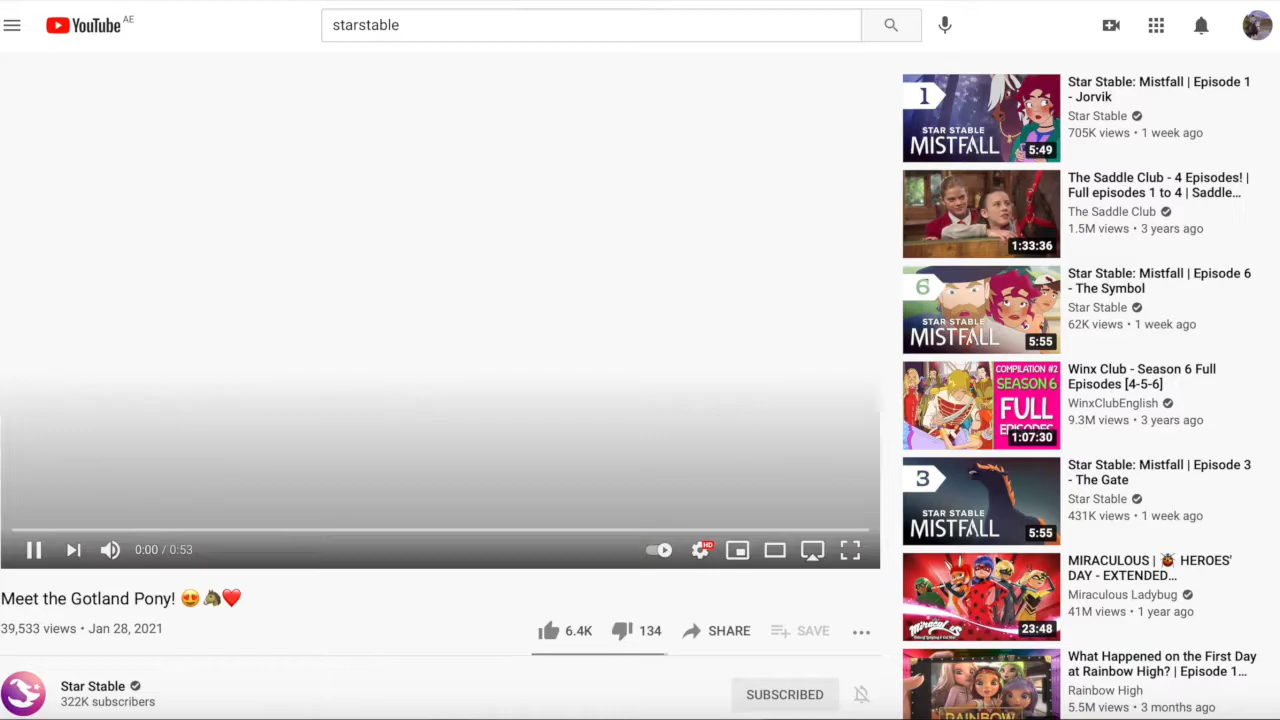 YouTube AE
starstable
1
STAR STABLE
MISTFALL
5:49
Star Stable: Mistfall | Episode 1
- Jorvik
Star Stable
705K views • 1 week ago
1:33:36
The Saddle Club - 4 Episodes! |
Full episodes 1 to 4 | Saddle...
The Saddle Club
1.5M views • 3 years ago
6
STAR STABLE
MISTFALL
5:55
Star Stable: Mistfall | Episode 6
- The Symbol
Star Stable
62K views • 1 week ago
COMPILATION #2
SEASON 6
FULL
EPISODES
1:07:30
Winx Club - Season 6 Full
Episodes [4-5-6]
WinxClubEnglish
9.3M views • 3 years ago
3
STAR STABLE
MISTFALL
5:55
Star Stable: Mistfall | Episode 3
- The Gate
Star Stable
431K views • 1 week ago
Miraculous
23:48
MIRACULOUS | 🐞 HEROES'
DAY - EXTENDED...
Miraculous Ladybug
41M views • 1 year ago
RAINBOW
What Happened on the First Day
at Rainbow High? | Episode 1...
Rainbow High
5.5M views • 3 months ago
0:00 / 0:53
HD
Meet the Gotland Pony! 😍🐴❤️
39,533 views • Jan 28, 2021
6.4K
134
SHARE
SAVE
Star Stable
322K subscribers
SUBSCRIBED